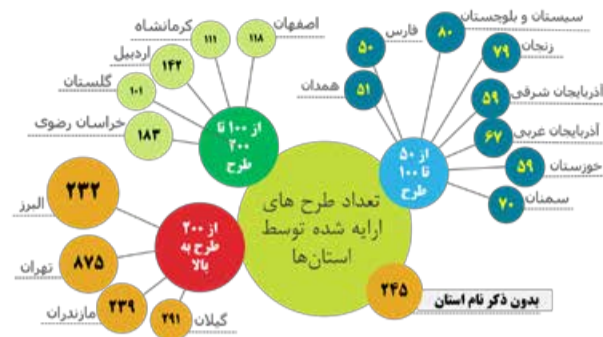 تعداد طرح های
ارایه شده توسط
استان‌ها
از ۵۰
تا ۱۰۰
طرح
سیستان و بلوچستان
۸۰
فارس
۵۰
زنجان
۷۹
همدان
۵۱
آذربایجان شرقی
۵۹
آذربایجان غربی
۶۷
خوزستان
۵۹
سمنان
۷۰
از ۱۰۰ تا
۲۰۰
طرح
اصفهان
۱۱۸
کرمانشاه
۱۱۱
اردبیل
۱۴۲
گلستان
۱۰۱
خراسان رضوی
۱۸۳
از ۲۰۰
طرح به
بالا
البرز
۲۳۲
تهران
۸۷۵
مازندران
۲۳۹
گیلان
۲۹۱
بدون ذکر نام استان
۲۴۵